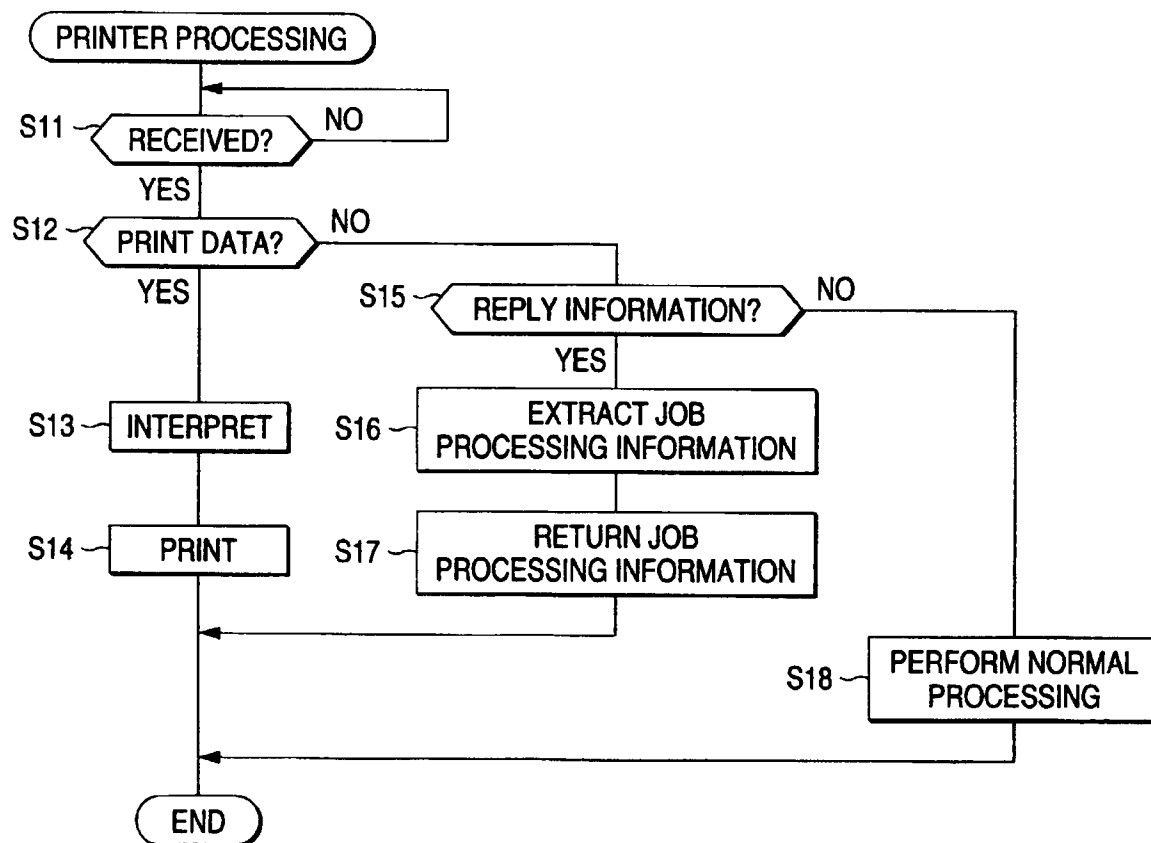 PRINTER PROCESSING
S11
RECEIVED?
NO
YES
S12
PRINT DATA?
NO
YES
S15
REPLY INFORMATION?
NO
YES
S13
INTERPRET
S16
EXTRACT JOB
PROCESSING INFORMATION
S14
PRINT
S17
RETURN JOB
PROCESSING INFORMATION
S18
PERFORM NORMAL
PROCESSING
END